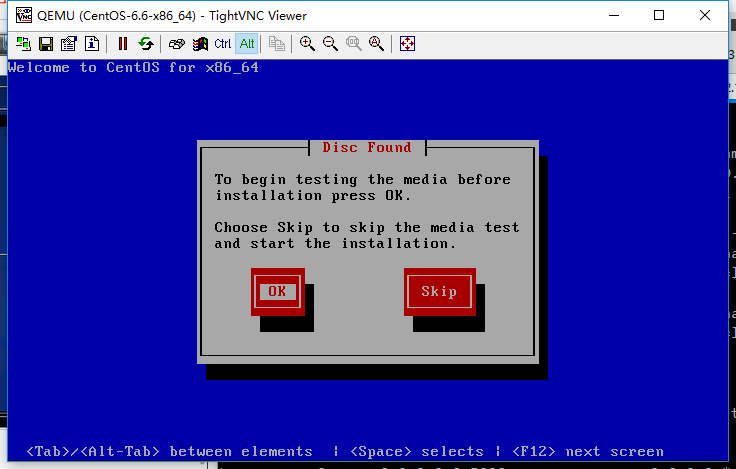 QEMU (CentOS-6.6-x86_64) - TightVNC Viewer
Ctrl Alt
Welcome to CentOS for x86_64
Disc Found
To begin testing the media before
installation press OK.
Choose Skip to skip the media test
and start the installation.
OK Skip
<Tab>/<Alt-Tab> between elements | <Space> selects | <F12> next screen